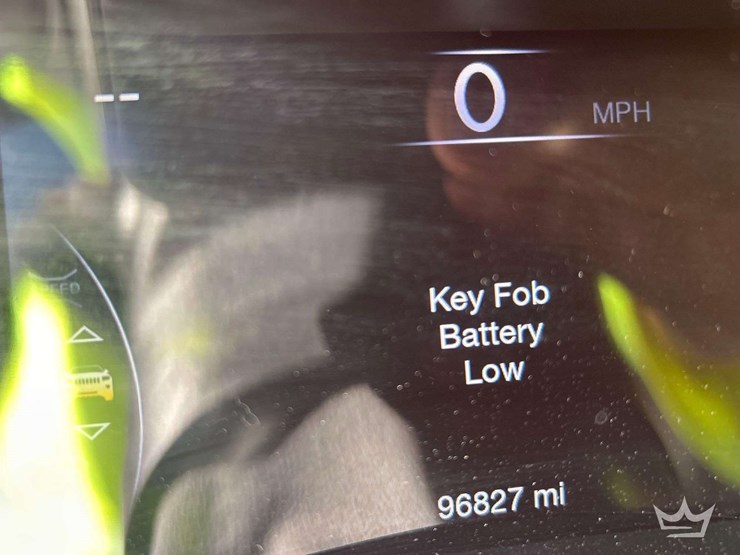 --
0
MPH
Key Fob
Battery
Low
96827 mi